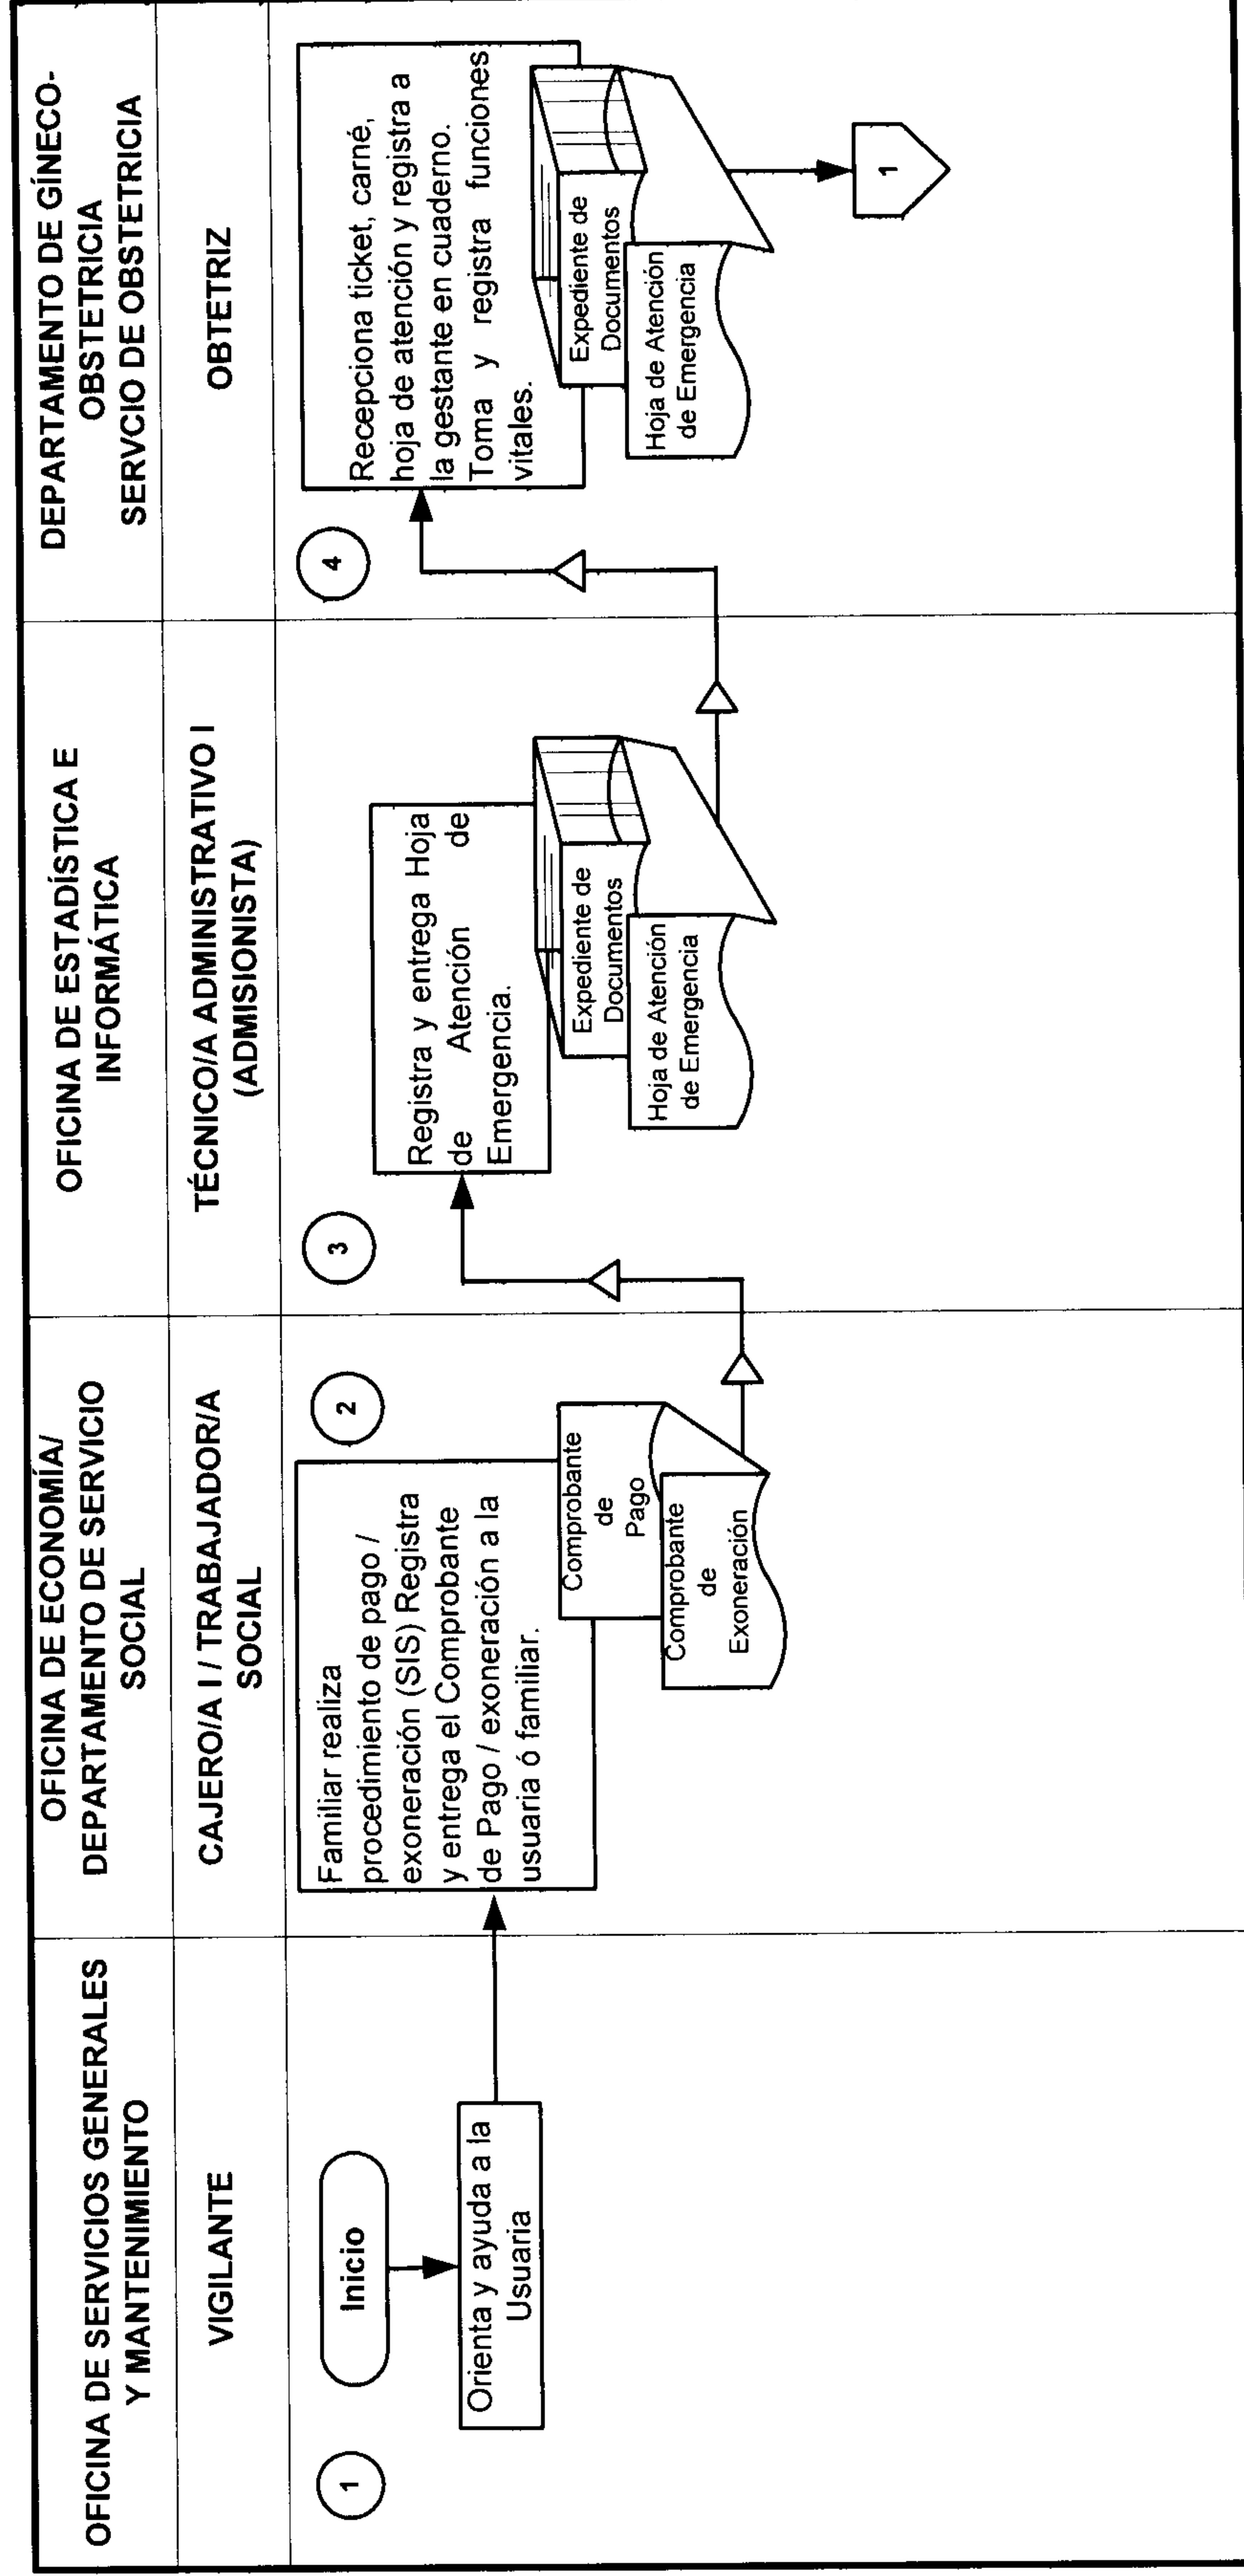 OFICINA DE SERVICIOS GENERALES
Y MANTENIMIENTO
OFICINA DE ECONOMÍA/
DEPARTAMENTO DE SERVICIO
SOCIAL
OFICINA DE ESTADÍSTICA E
INFORMÁTICA
DEPARTAMENTO DE GÍNECO-
OBSTETRICIA
SERVCIO DE OBSTETRICIA
VIGILANTE
CAJERO/A I / TRABAJADOR/A
SOCIAL
TÉCNICO/A ADMINISTRATIVO I
(ADMISIONISTA)
OBTETRIZ
1
Inicio
Orienta y ayuda a la
Usuaria
2
Familiar realiza
procedimiento de pago /
exoneración (SIS) Registra
y entrega el Comprobante
de Pago / exoneración a la
usuaria ó familiar.
Comprobante
de
Pago
Comprobante
de
Exoneración
3
Registra y entrega Hoja
de Atención de
Emergencia.
Expediente de
Documentos
Hoja de Atención
de Emergencia
4
Recepciona ticket, carné,
hoja de atención y registra a
la gestante en cuaderno.
Toma y registra funciones
vitales.
Expediente de
Documentos
Hoja de Atención
de Emergencia
1